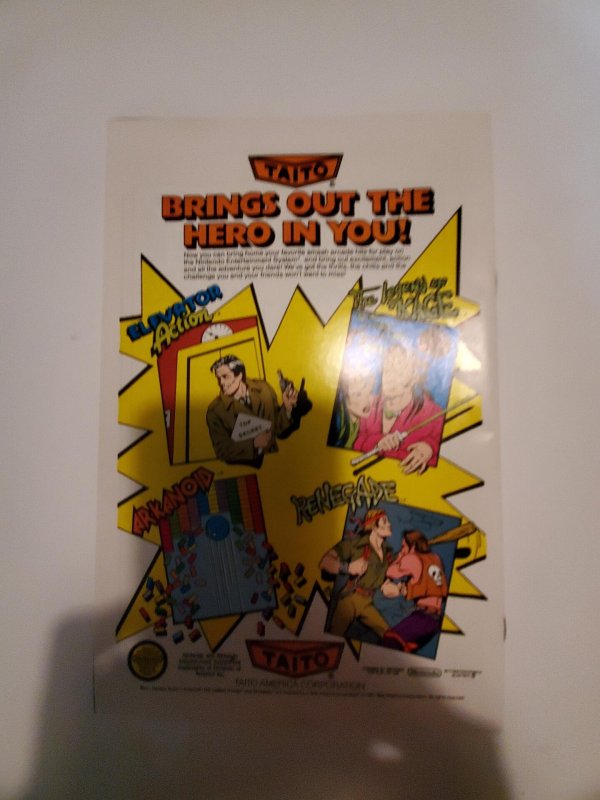 TAITO
BRINGS OUT THE
HERO IN YOU!
Now you can bring home your favorite smash arcade hits for play on
the Nintendo Entertainment System and bring out excitement, action
and all the adventure you dare! We've got the thrills, the chills and the
challenge you and your friends won't want to miss!
ELEVATOR
Action
The Legend of
KAGE
TOP
SECRET
ARKANOID
RENEGADE
TAITO
TAITO AMERICA CORPORATION
Nintendo